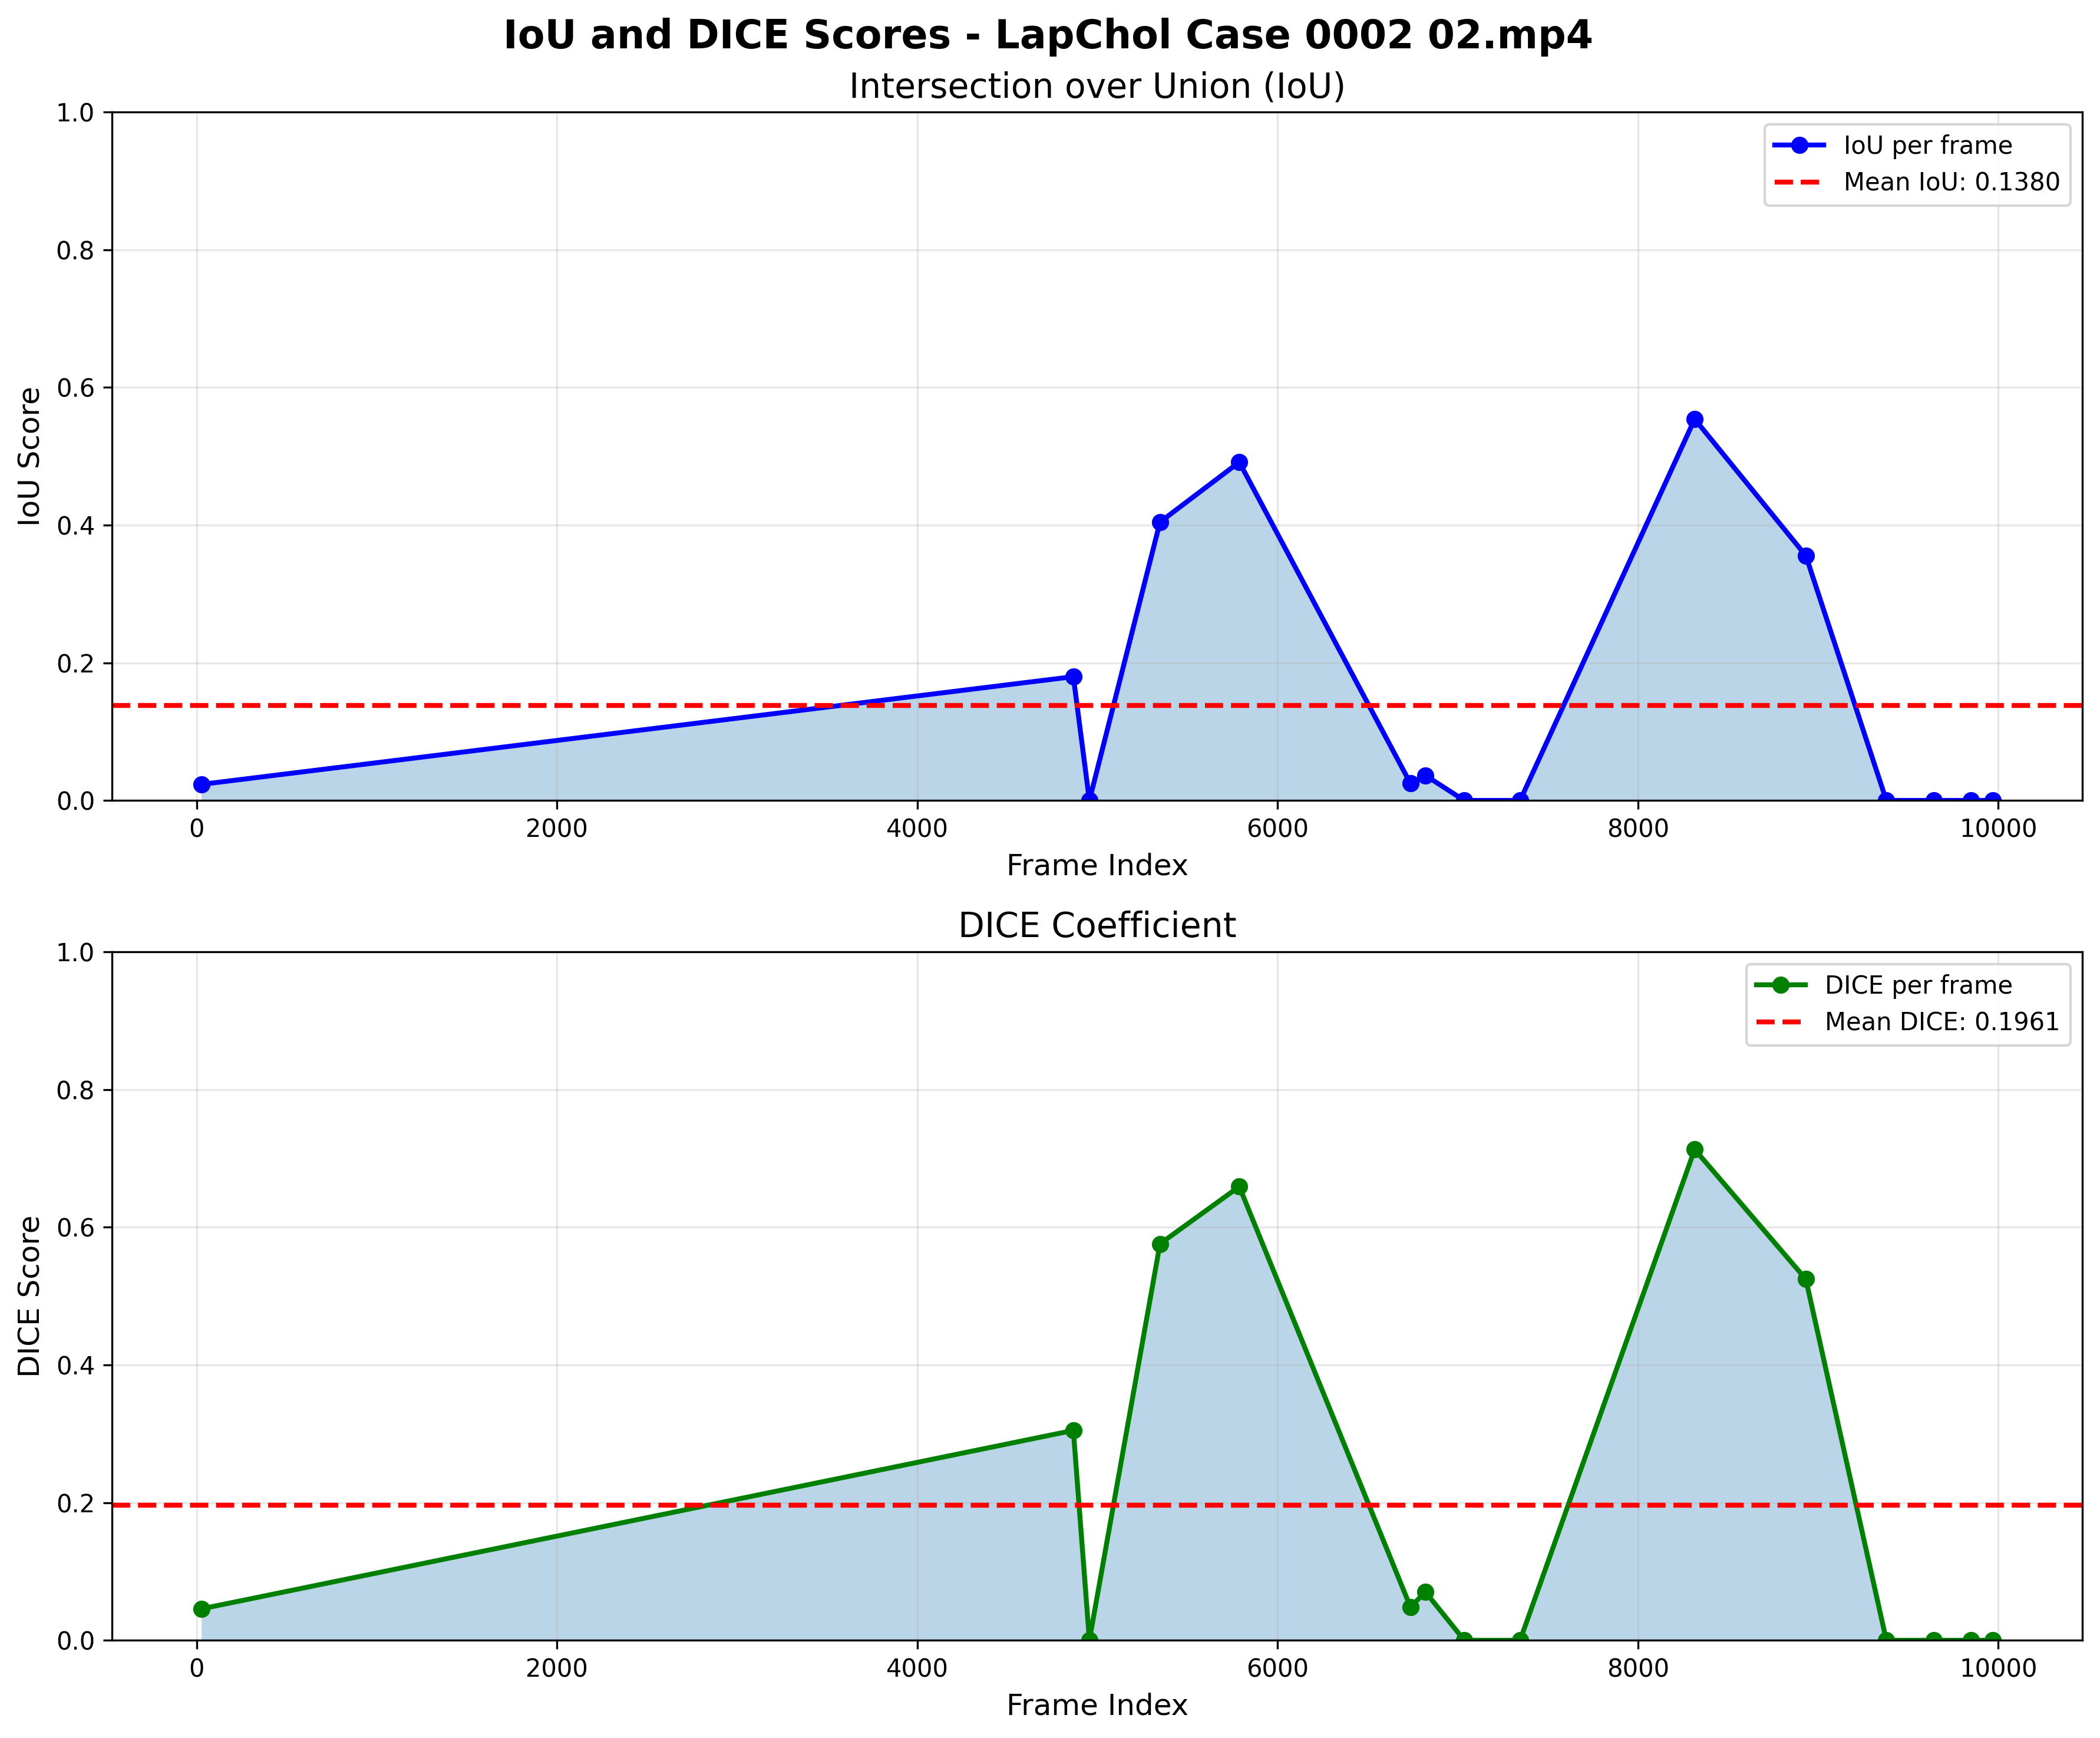 IoU and DICE Scores - LapChol Case 0002 02.mp4
Intersection over Union (IoU)
1.0
0.8
0.6
0.4
0.2
0.0
IoU Score
IoU per frame
Mean IoU: 0.1380
0 2000 4000 6000 8000 10000
Frame Index
DICE Coefficient
1.0
0.8
0.6
0.4
0.2
0.0
DICE Score
DICE per frame
Mean DICE: 0.1961
0 2000 4000 6000 8000 10000
Frame Index